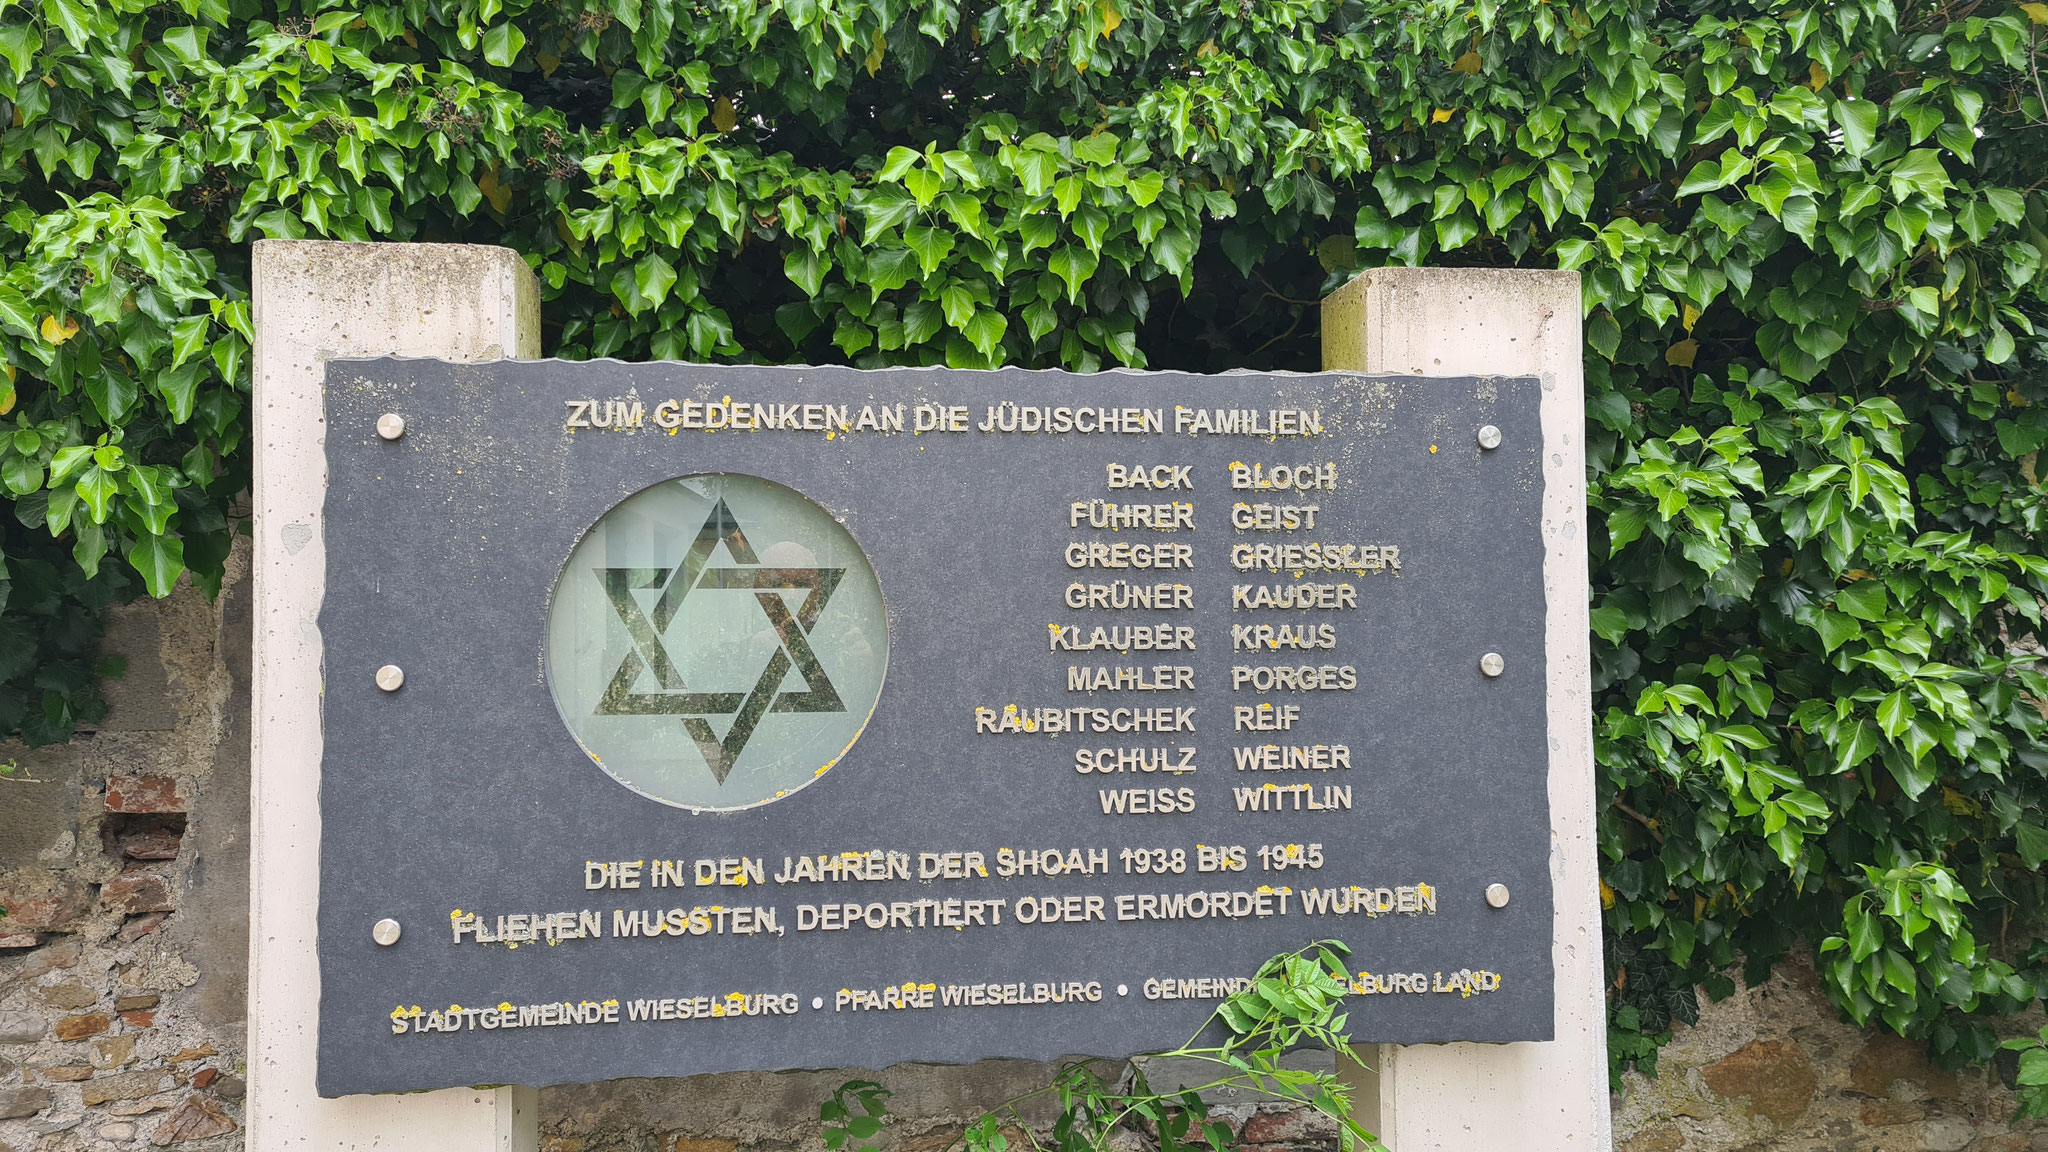 ZUM GEDENKEN AN DIE JÜDISCHEN FAMILIEN
BACK BLOCH
FÜHRER GEIST
GREGER GRIESSLER
GRÜNER KAUDER
KLAUBER KRAUS
MAHLER PORGES
RAUBITSCHEK REIF
SCHULZ WEINER
WEISS WITTLIN
DIE IN DEN JAHREN DER SHOAH 1938 BIS 1945
FLIEHEN MUSSTEN, DEPORTIERT ODER ERMORDET WURDEN
STADTGEMEINDE WIESELBURG • PFARRE WIESELBURG • LAND